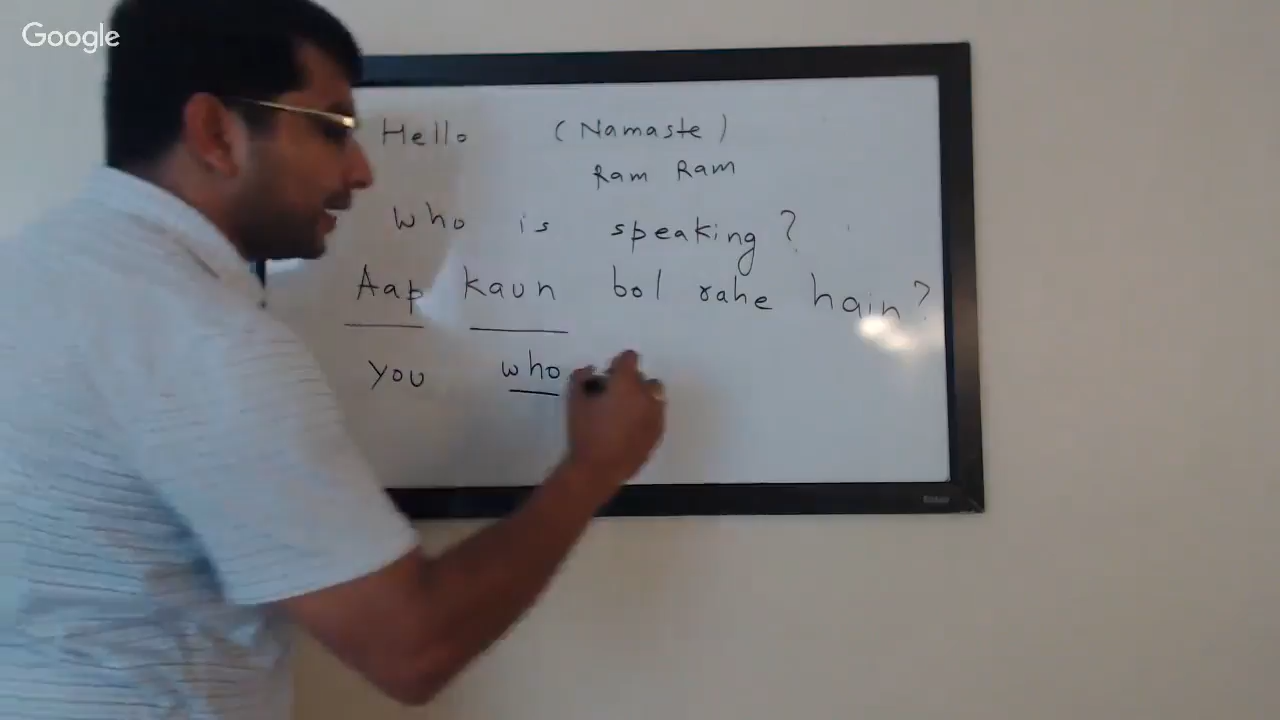 Google
Hello (Namaste)
Ram Ram
Who is speaking?
Aap kaun bol rahe hain?
you who